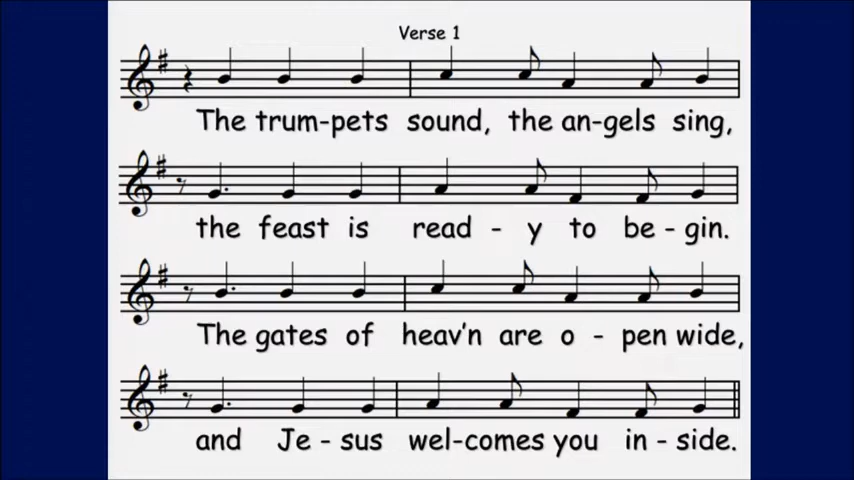 Verse 1
The trum-pets sound, the an-gels sing,
the feast is read - y to be - gin.
The gates of heav'n are o - pen wide,
and Je - sus wel-comes you in - side.